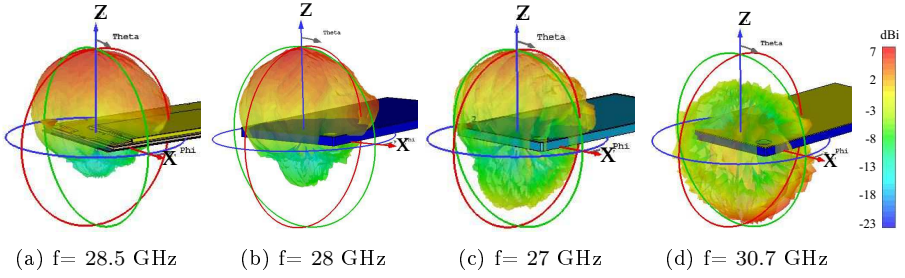 Z
Theta
Phi
X
Z
Theta
Phi
X
Z
Theta
Phi
X
Z
Theta
Phi
X
dBi
7
2
-3
-8
-13
-18
-23
(a) f= 28.5 GHz
(b) f= 28 GHz
(c) f= 27 GHz
(d) f= 30.7 GHz